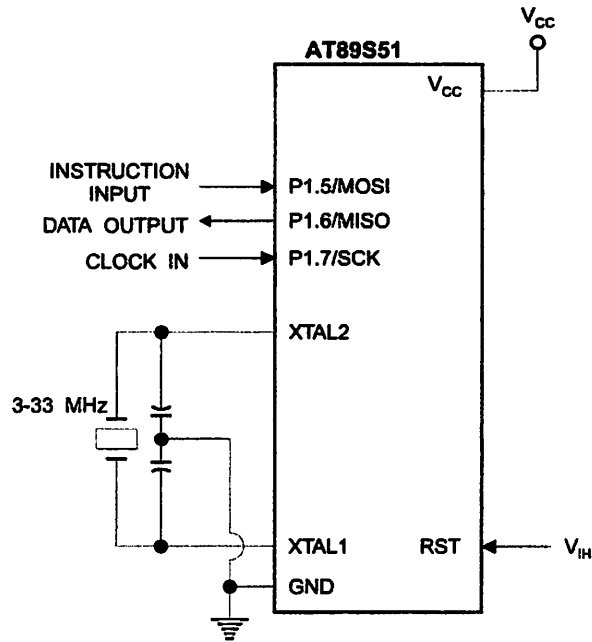 V_CC
AT89S51
V_CC
INSTRUCTION
INPUT
P1.5/MOSI
DATA OUTPUT
P1.6/MISO
CLOCK IN
P1.7/SCK
XTAL2
3-33 MHz
XTAL1
RST
V_IH
GND